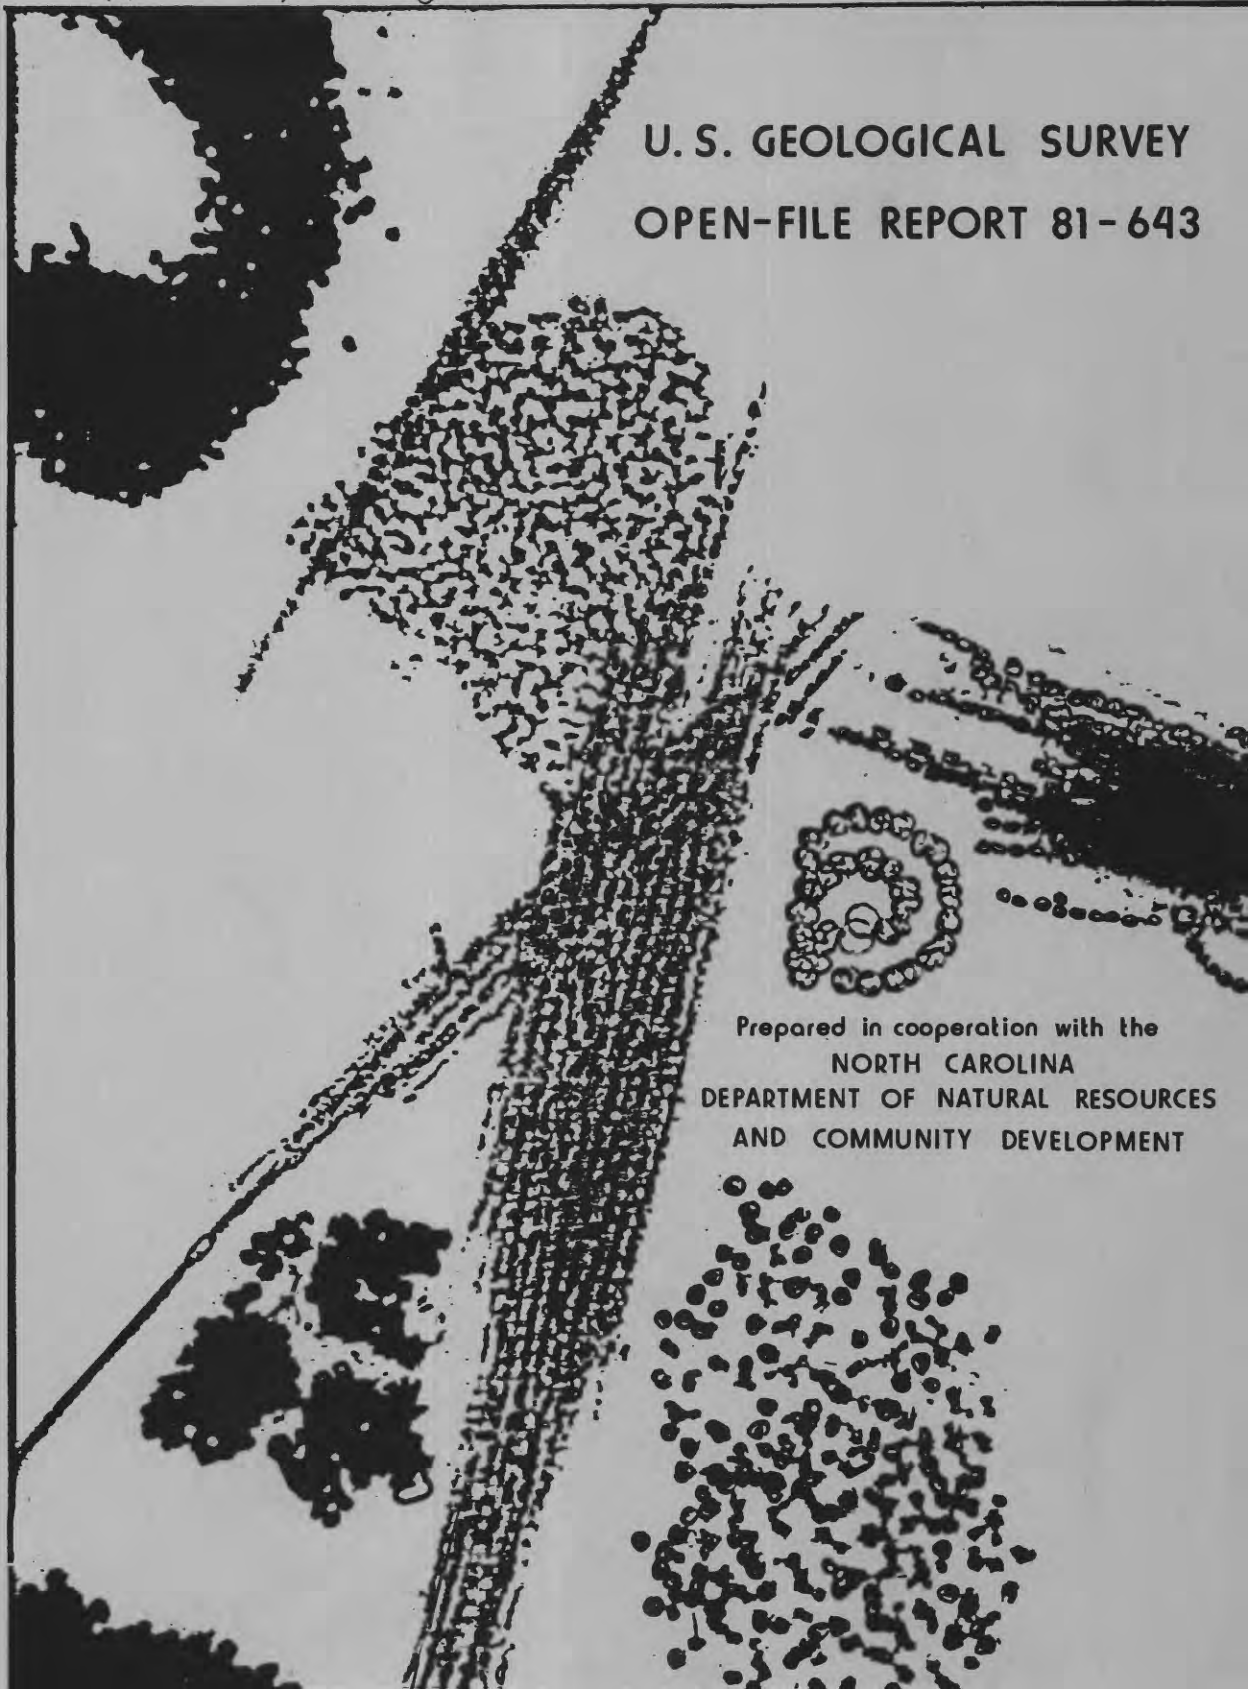 U. S. GEOLOGICAL SURVEY
OPEN-FILE REPORT 81-643
Prepared in cooperation with the
NORTH CAROLINA
DEPARTMENT OF NATURAL RESOURCES
AND COMMUNITY DEVELOPMENT